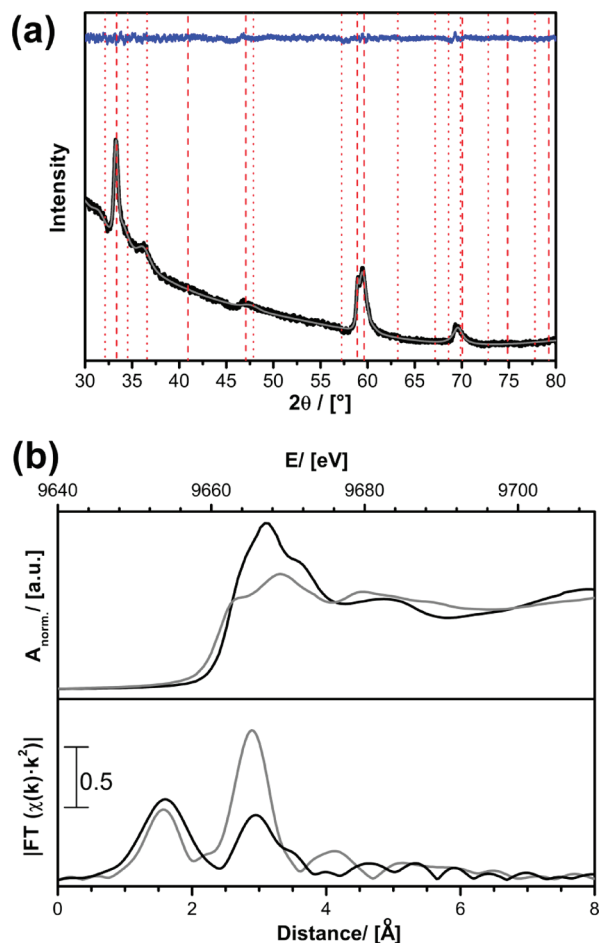 (a)
Intensity
30 35 40 45 50 55 60 65 70 75 80
2θ / [°]
(b)
E/ [eV]
9640 9660 9680 9700
A_norm./ [a.u.]
|FT (χ(k)·k²)|
0.5
0 2 4 6 8
Distance/ [Å]